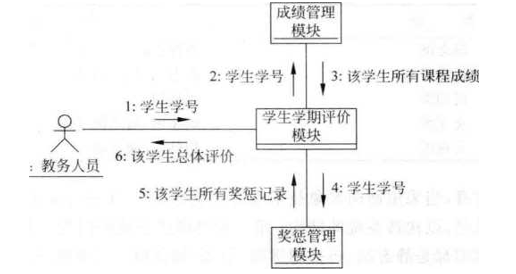 成绩管理
模块
2: 学生学号
3: 该学生所有课程成绩
1: 学生学号
学生学期评价
模块
6: 该学生总体评价
: 教务人员
5: 该学生所有奖惩记录
4: 学生学号
奖惩管理
模块